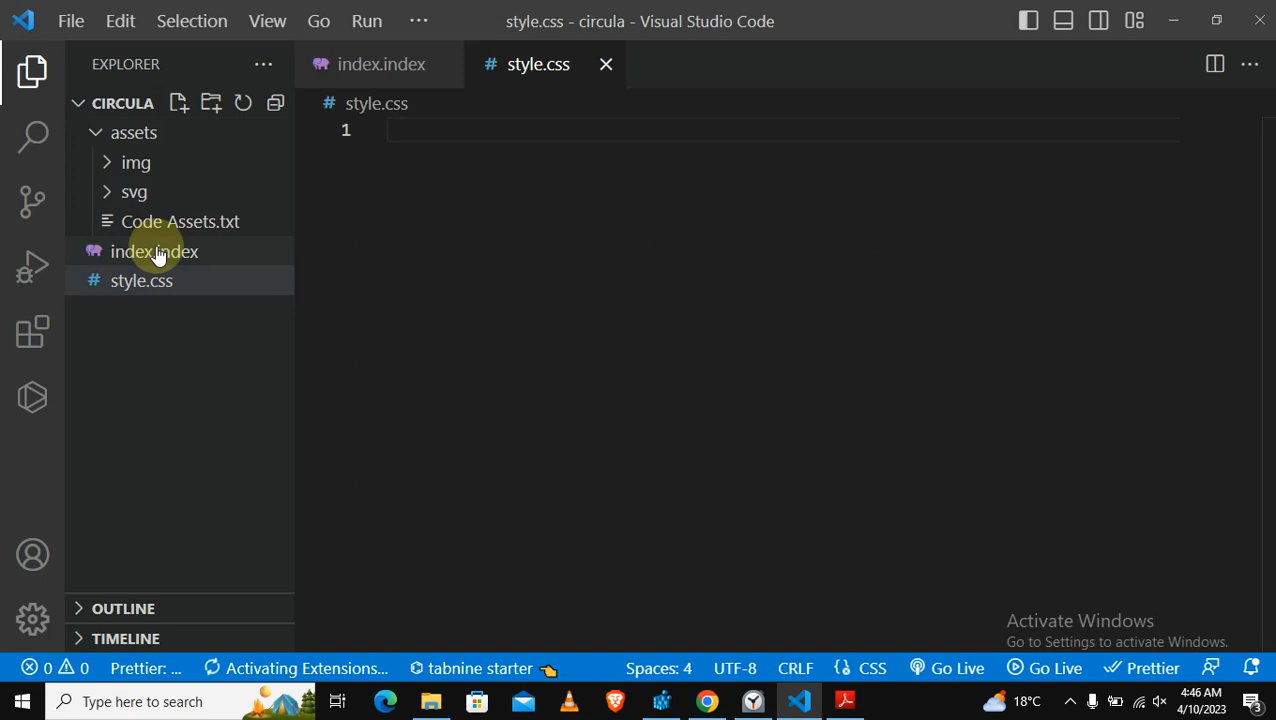 File Edit Selection View Go Run ··· style.css - circula - Visual Studio Code
EXPLORER ··· index.index # style.css
CIRCULA # style.css
assets 1
img
svg
Code Assets.txt
index.index
# style.css
OUTLINE
TIMELINE
Activate Windows
Go to Settings to activate Windows.
0 0 Prettier: ... Activating Extensions... tabnine starter Spaces: 4 UTF-8 CRLF CSS Go Live Go Live Prettier
Type here to search 18°C 4:46 AM
4/10/2023 3